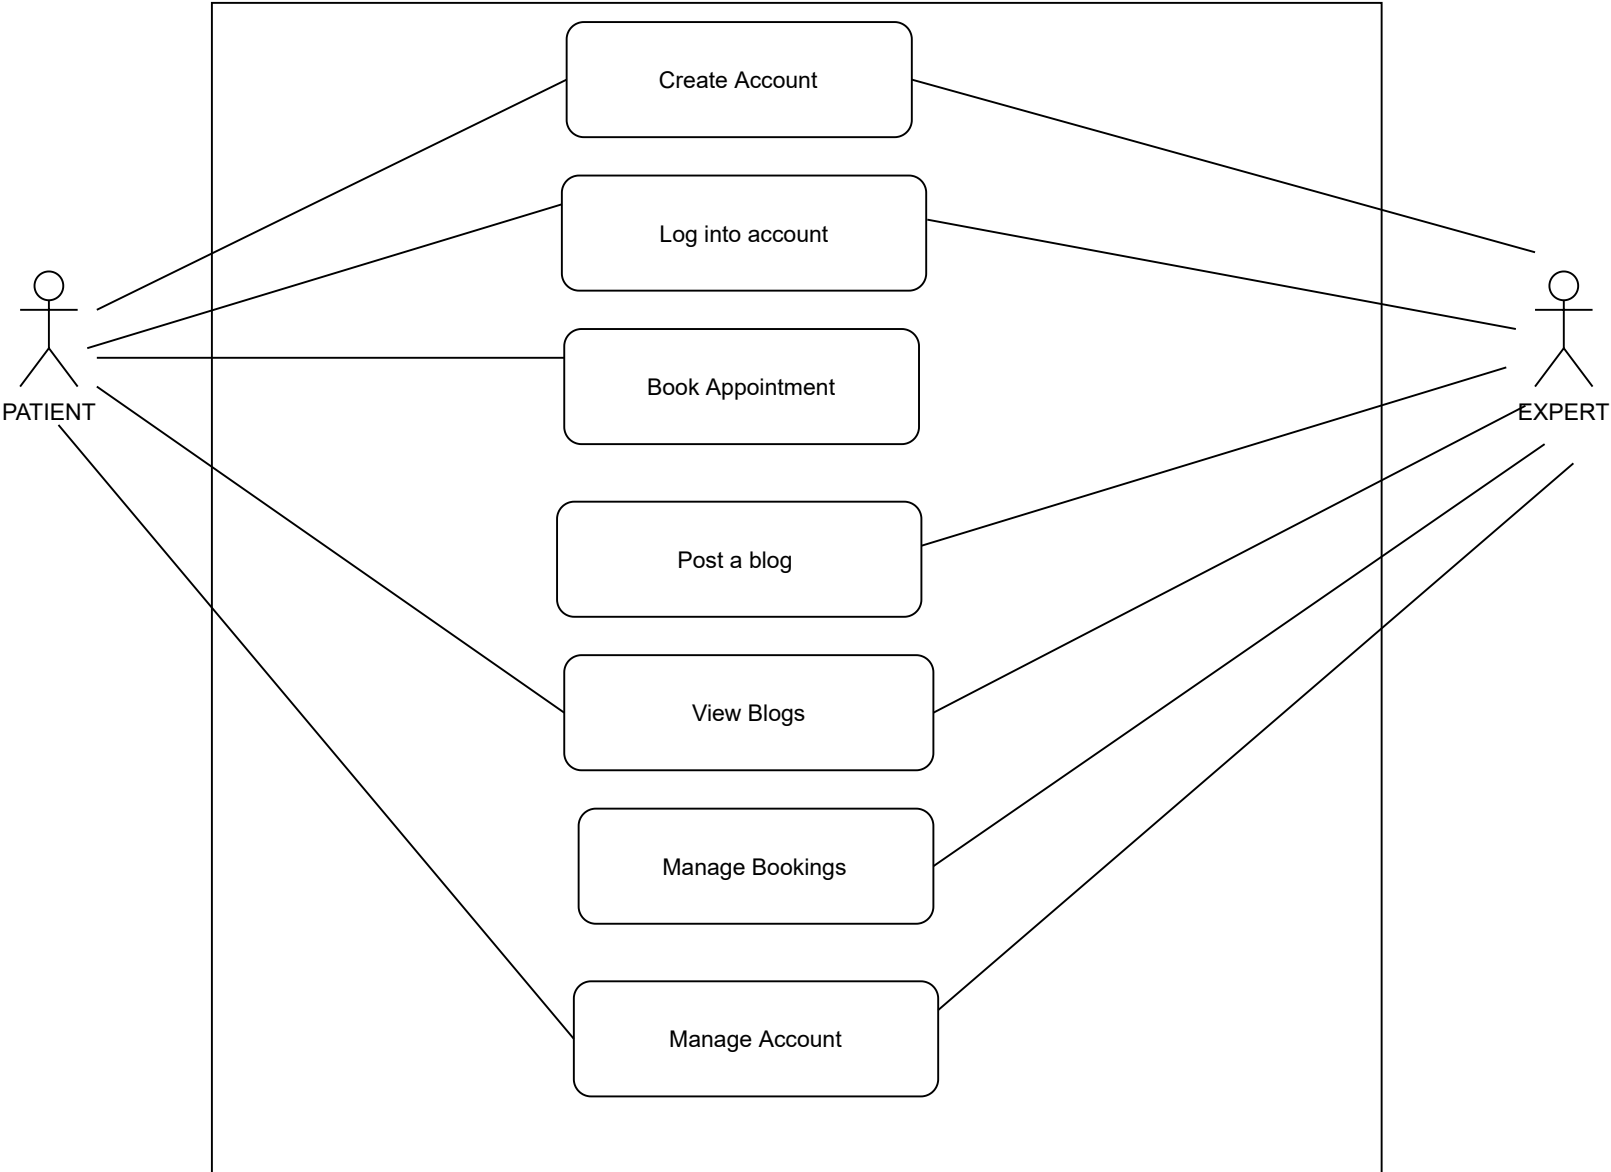 Create Account
Log into account
PATIENT
Book Appointment
EXPERT
Post a blog
View Blogs
Manage Bookings
Manage Account